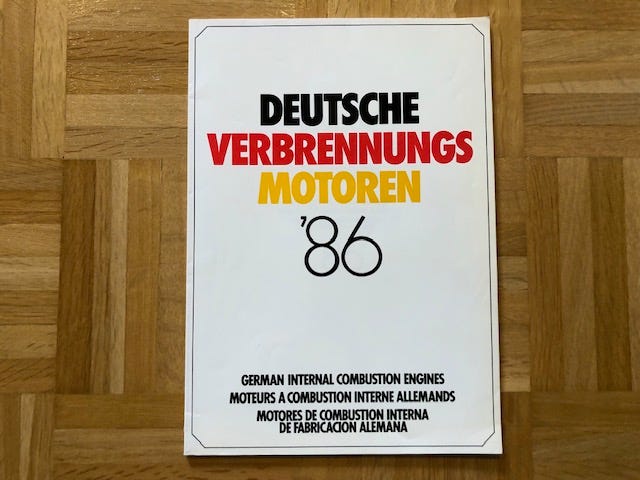 DEUTSCHE
VERBRENNUNGS
MOTOREN
'86
GERMAN INTERNAL COMBUSTION ENGINES
MOTEURS A COMBUSTION INTERNE ALLEMANDS
MOTORES DE COMBUSTION INTERNA
DE FABRICACION ALEMANA